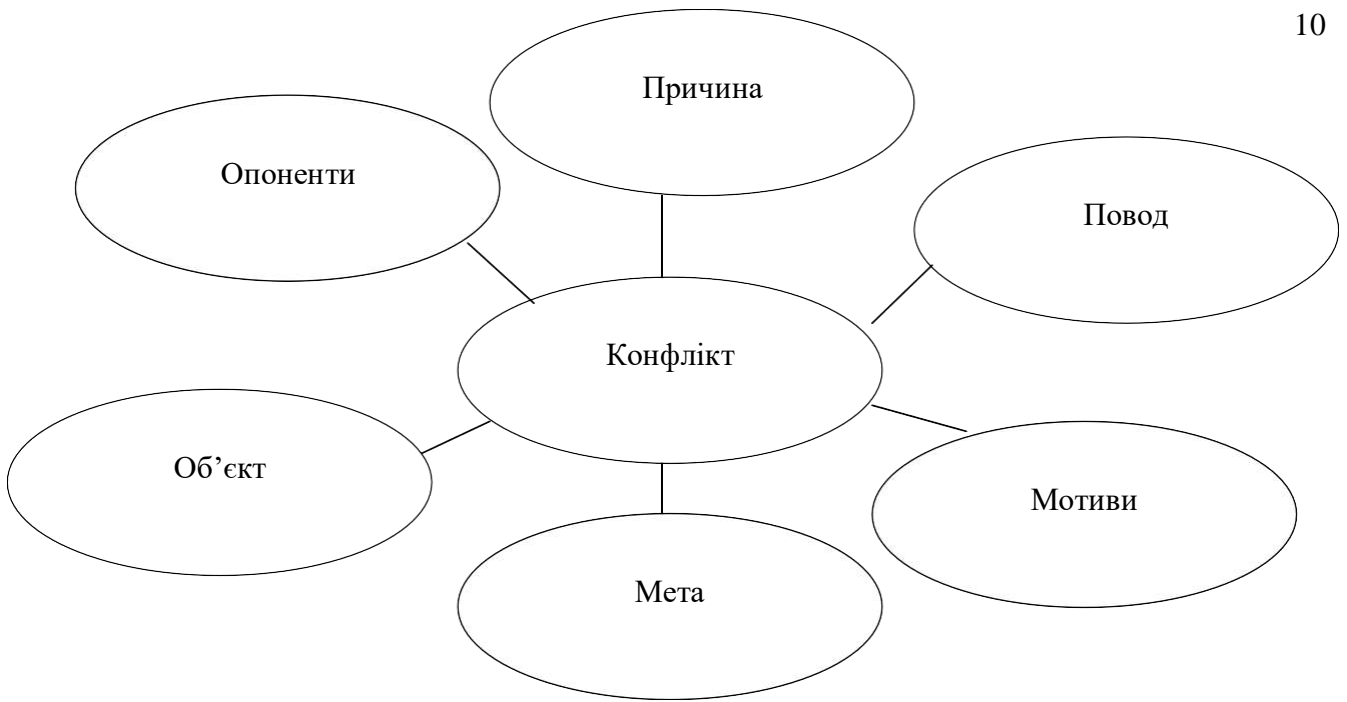 10
Причина
Опоненти
Повод
Конфлікт
Об’єкт
Мотиви
Мета